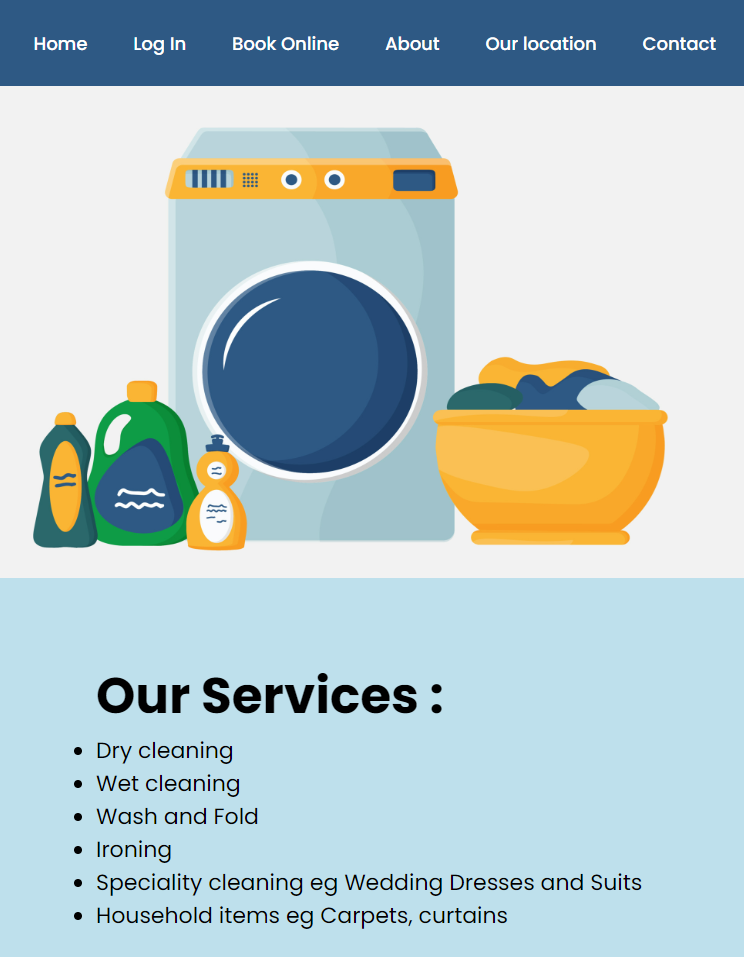 Home Log In Book Online About Our location Contact
Our Services :
Dry cleaning
Wet cleaning
Wash and Fold
Ironing
Speciality cleaning eg Wedding Dresses and Suits
Household items eg Carpets, curtains